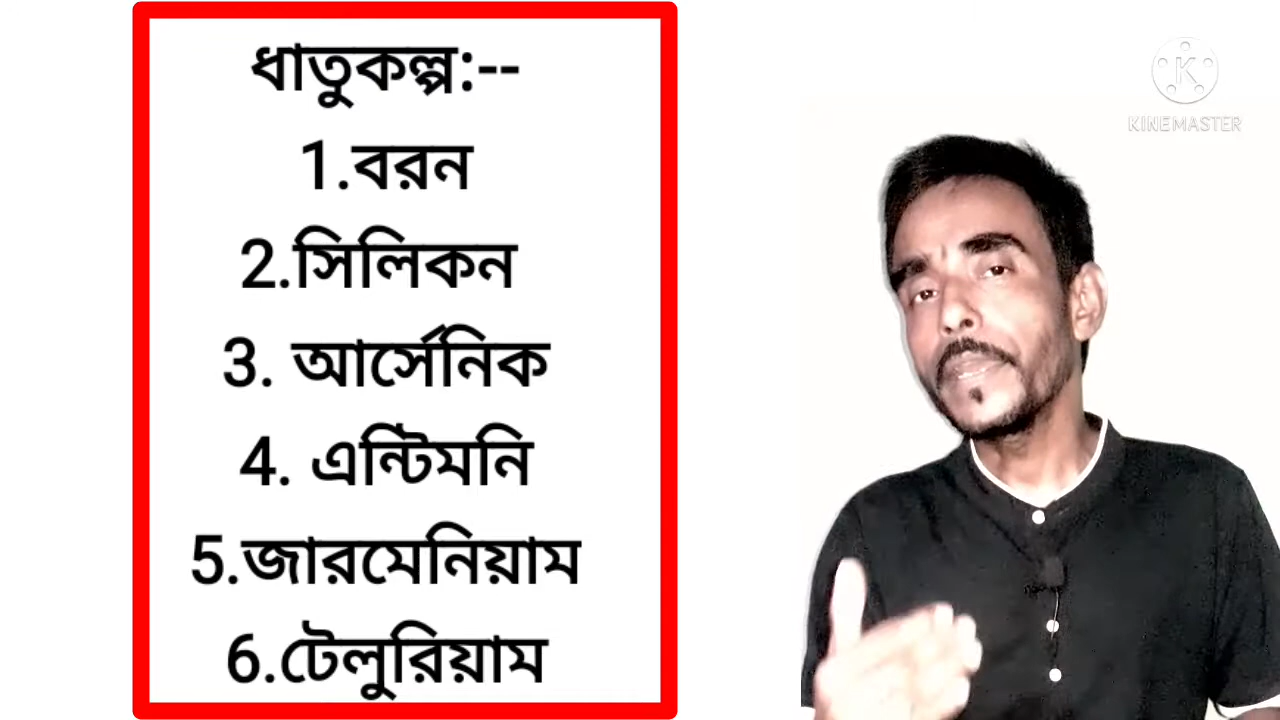 ধাতুকল্প:--
1.বরন
2.সিলিকন
3. আর্সেনিক
4. এন্টিমনি
5.জারমেনিয়াম
6.টেলুরিয়াম
K
KINEMASTER